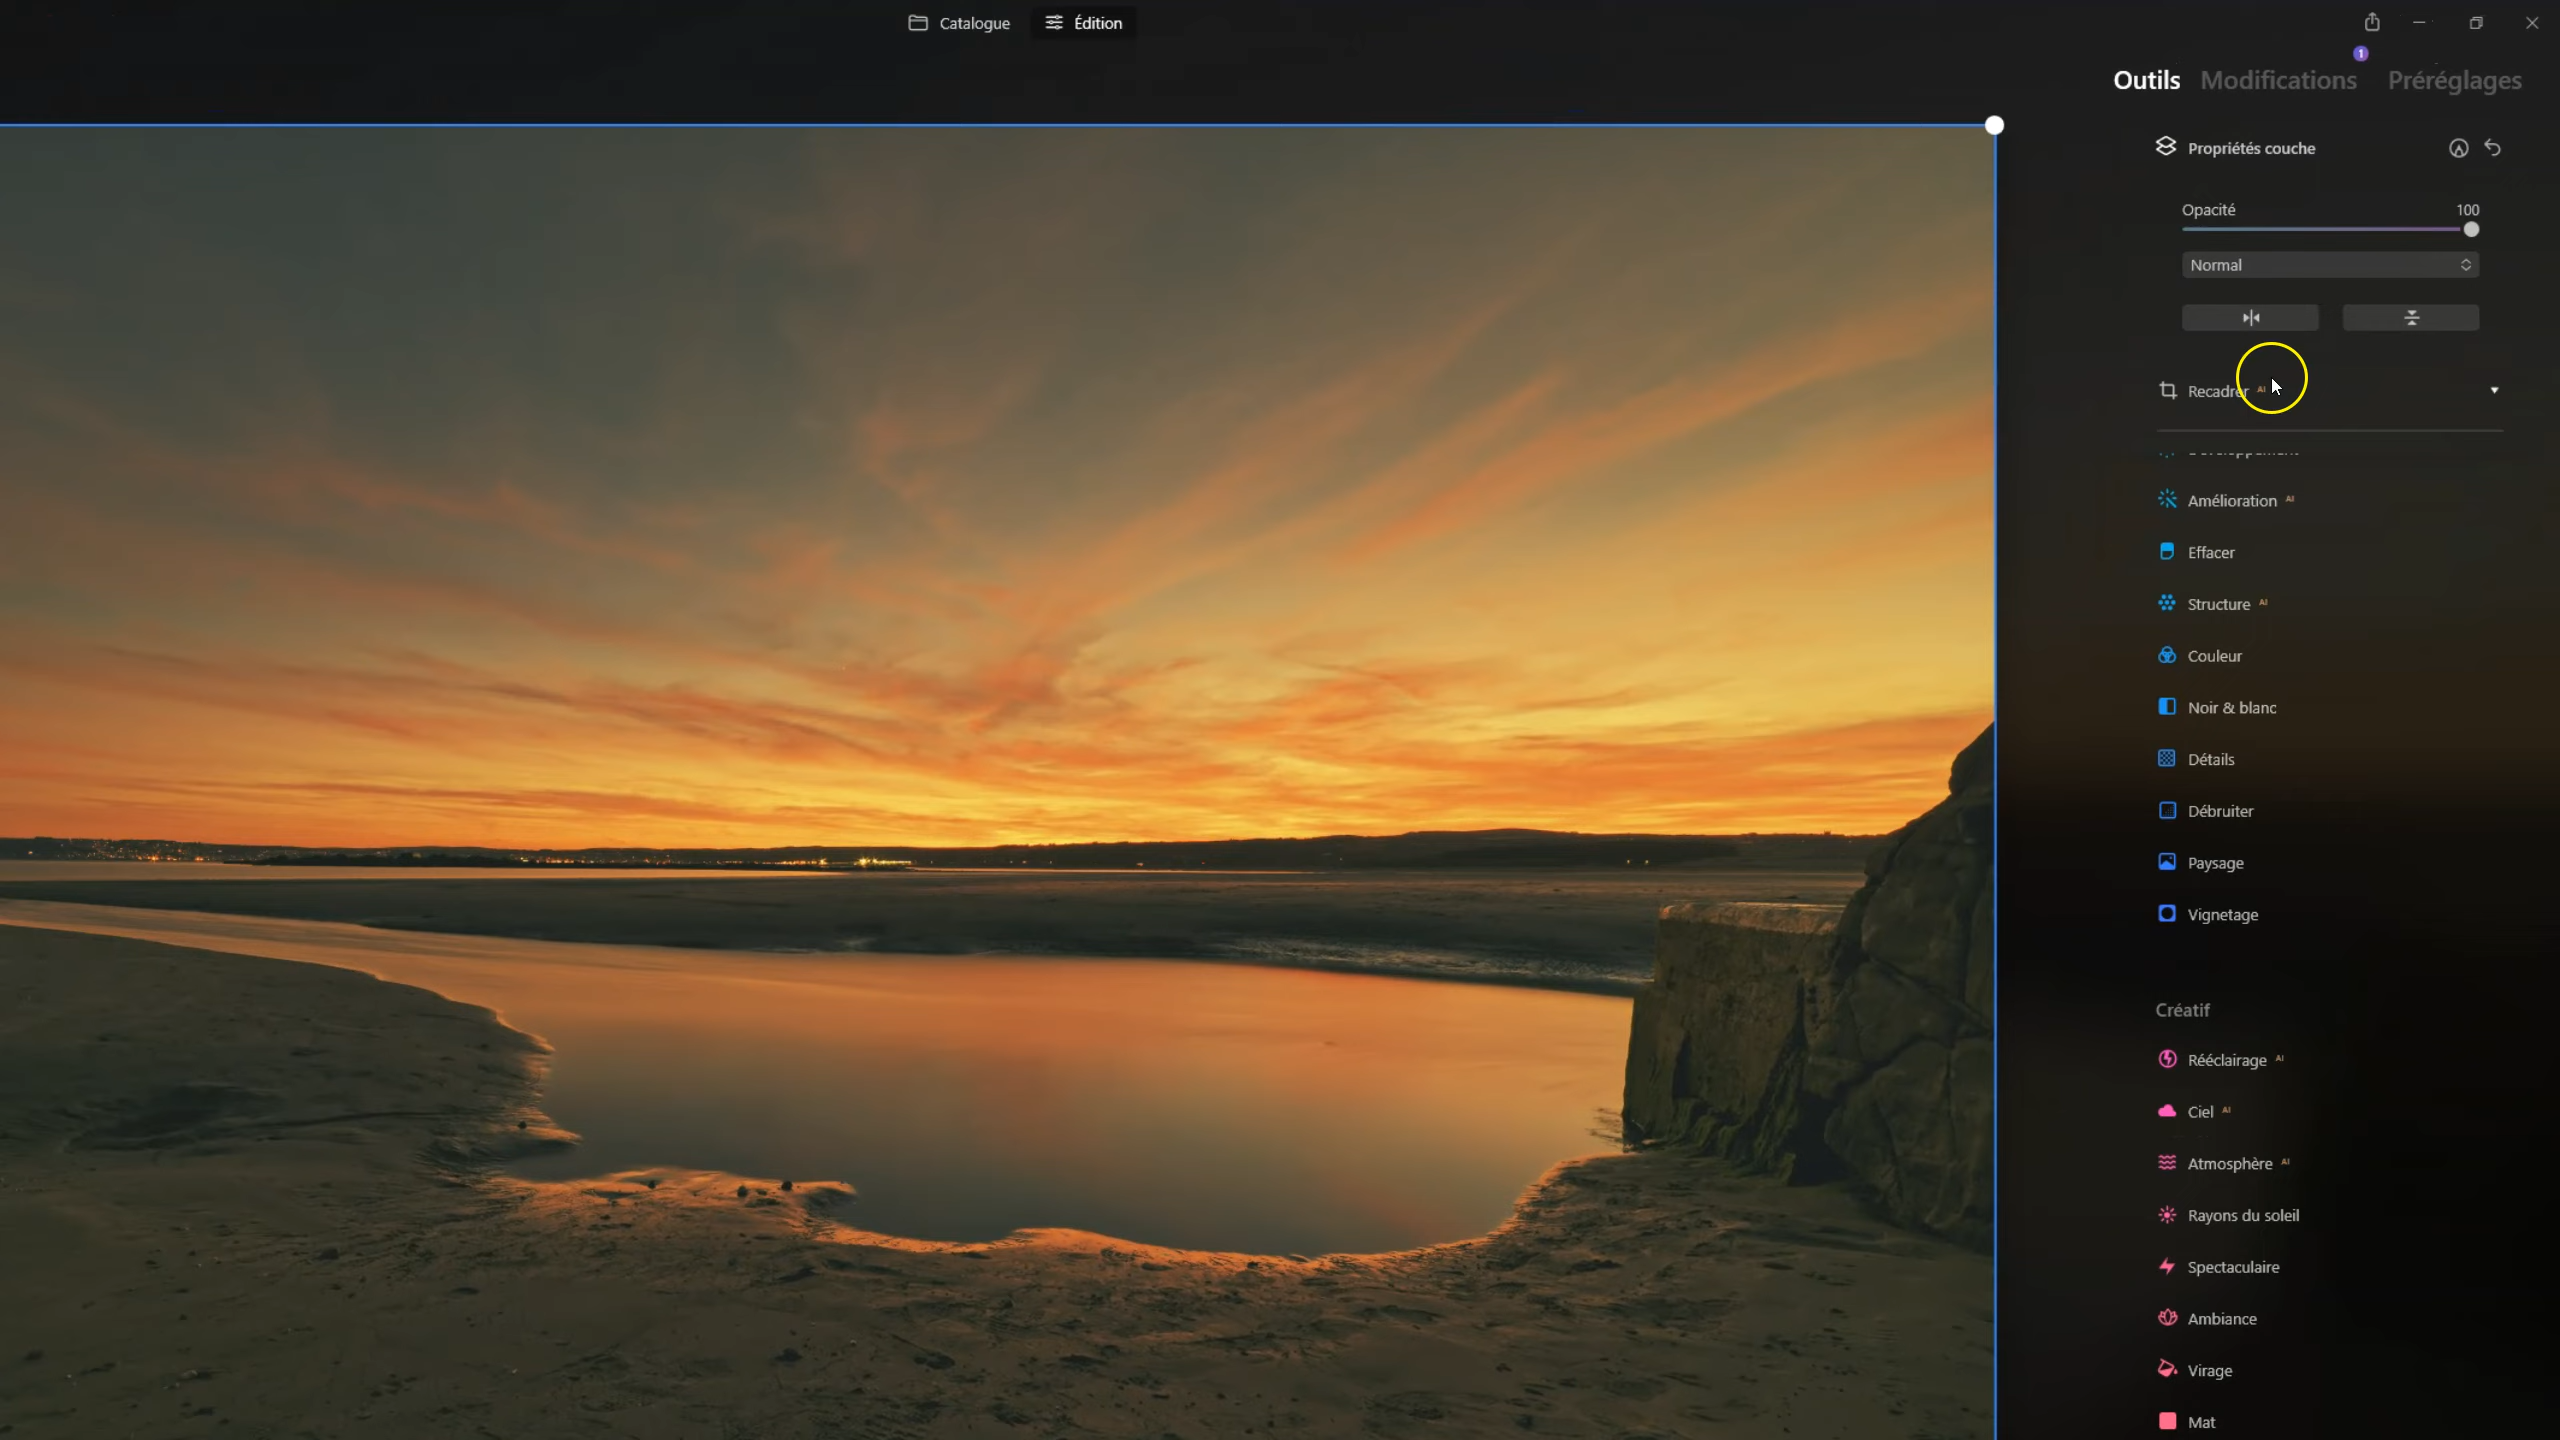 Catalogue
Édition
1
Outils
Modifications
Préréglages
Propriétés couche
Opacité
100
Normal
Recadrer AI
Amélioration AI
Effacer
Structure AI
Couleur
Noir & blanc
Détails
Débruiter
Paysage
Vignetage
Créatif
Rééclairage AI
Ciel AI
Atmosphère AI
Rayons du soleil
Spectaculaire
Ambiance
Virage
Mat